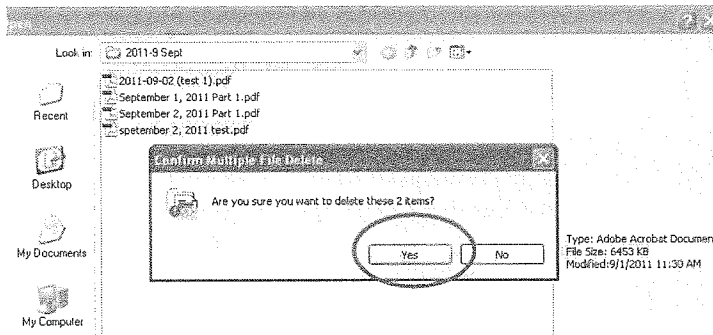 Open
Look in: 2011-9 Sept
2011-09-02 (test 1).pdf
September 1, 2011 Part 1.pdf
September 2, 2011 Part 1.pdf
spetember 2, 2011 test.pdf
Recent
Desktop
My Documents
My Computer
Confirm Multiple File Delete
Are you sure you want to delete these 2 items?
Yes
No
Type: Adobe Acrobat Documen
File Size: 6453 KB
Modified:9/1/2011 11:30 AM